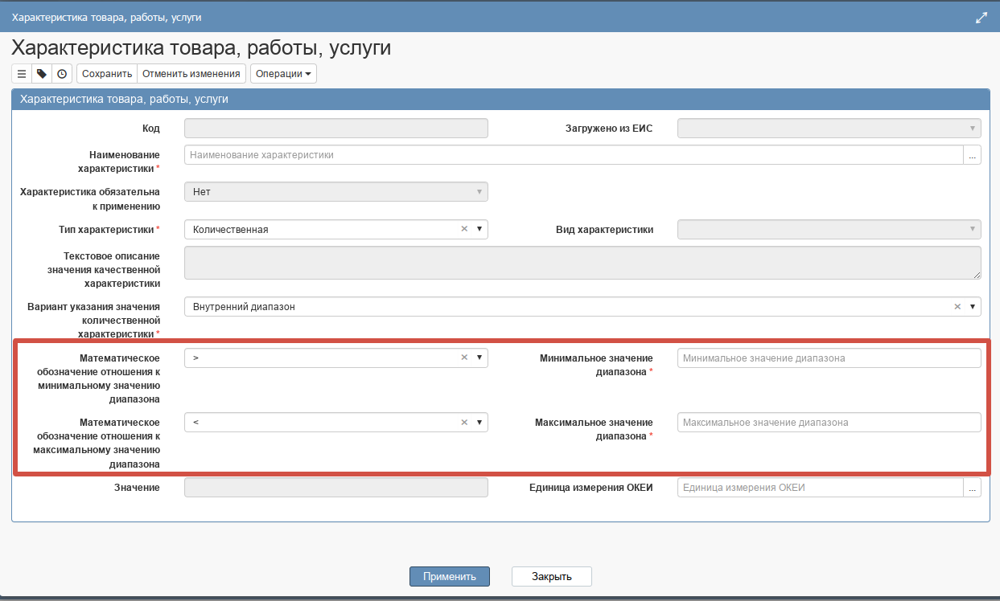 Характеристика товара, работы, услуги
Характеристика товара, работы, услуги
Сохранить Отменить изменения Операции
Характеристика товара, работы, услуги
Код Загружено из ЕИС
Наименование
характеристики * Наименование характеристики ...
Характеристика обязательна
к применению Нет
Тип характеристики * Количественная × Вид характеристики
Текстовое описание
значения качественной
характеристики
Вариант указания значения
количественной
характеристики * Внутренний диапазон ×
Математическое
обозначение отношения к
минимальному значению
диапазона > ×
Минимальное значение
диапазона * Минимальное значение диапазона
Математическое
обозначение отношения к
максимальному значению
диапазона < ×
Максимальное значение
диапазона * Максимальное значение диапазона
Значение Единица измерения ОКЕИ Единица измерения ОКЕИ ...
Применить Закрыть